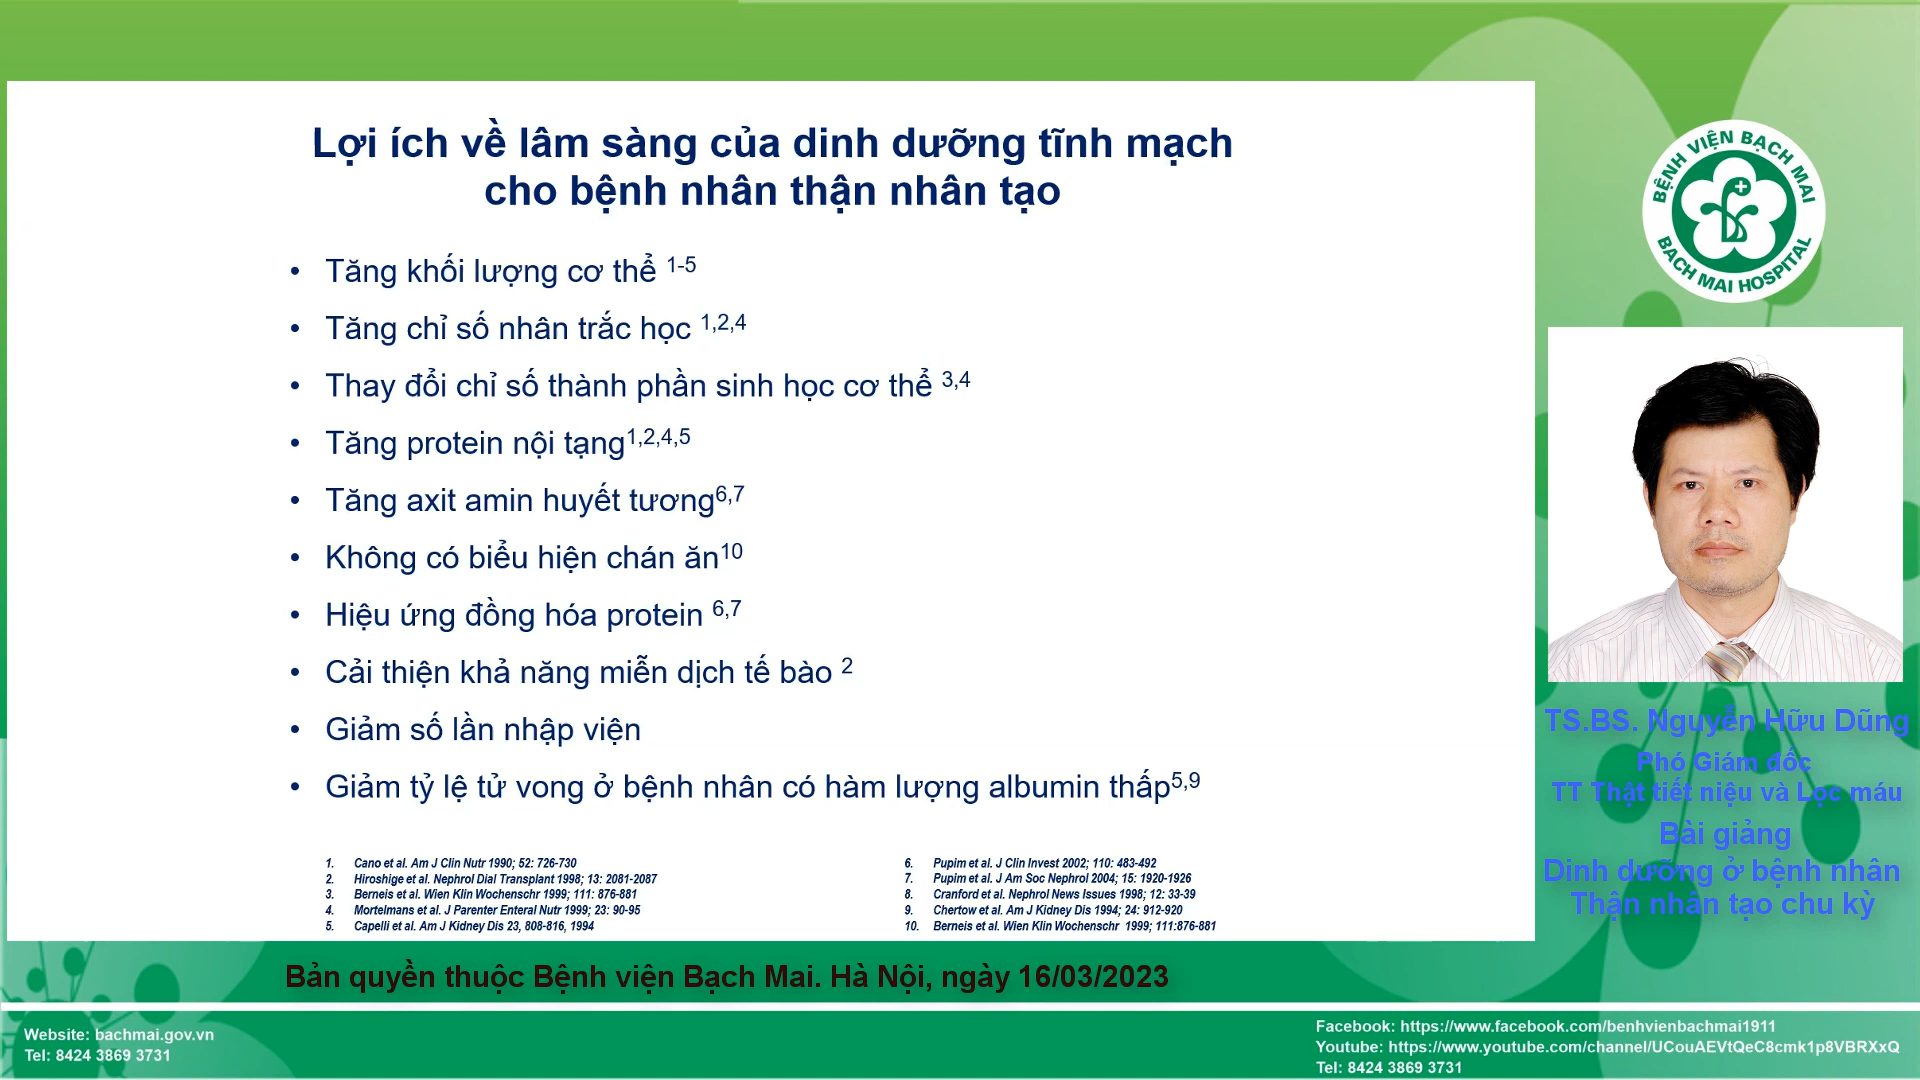 Lợi ích về lâm sàng của dinh dưỡng tĩnh mạch
cho bệnh nhân thận nhân tạo
• Tăng khối lượng cơ thể 1-5
• Tăng chỉ số nhân trắc học 1,2,4
• Thay đổi chỉ số thành phần sinh học cơ thể 3,4
• Tăng protein nội tạng1,2,4,5
• Tăng axit amin huyết tương6,7
• Không có biểu hiện chán ăn10
• Hiệu ứng đồng hóa protein 6,7
• Cải thiện khả năng miễn dịch tế bào 2
• Giảm số lần nhập viện
• Giảm tỷ lệ tử vong ở bệnh nhân có hàm lượng albumin thấp5,9
1. Cano et al. Am J Clin Nutr 1990; 52: 726-730
2. Hiroshige et al. Nephrol Dial Transplant 1998; 13: 2081-2087
3. Berneis et al. Wien Klin Wochenschr 1999; 111: 876-881
4. Mortelmans et al. J Parenter Enteral Nutr 1999; 23: 90-95
5. Capelli et al. Am J Kidney Dis 23, 808-816, 1994
6. Pupim et al. J Clin Invest 2002; 110: 483-492
7. Pupim et al. J Am Soc Nephrol 2004; 15: 1920-1926
8. Cranford et al. Nephrol News Issues 1998; 12: 33-39
9. Chertow et al. Am J Kidney Dis 1994; 24: 912-920
10. Berneis et al. Wien Klin Wochenschr 1999; 111:876-881
BỆNH VIỆN BẠCH MAI
BACH MAI HOSPITAL
TS.BS. Nguyễn Hữu Dũng
Phó Giám đốc
TT Thật tiết niệu và Lọc máu
Bài giảng
Dinh dưỡng ở bệnh nhân
Thận nhân tạo chu kỳ
Bản quyền thuộc Bệnh viện Bạch Mai. Hà Nội, ngày 16/03/2023
Website: bachmai.gov.vn
Tel: 8424 3869 3731
Facebook: https://www.facebook.com/benhvienbachmai1911
Youtube: https://www.youtube.com/channel/UCouAEVtQeC8cmk1p8VBRXxQ
Tel: 8424 3869 3731